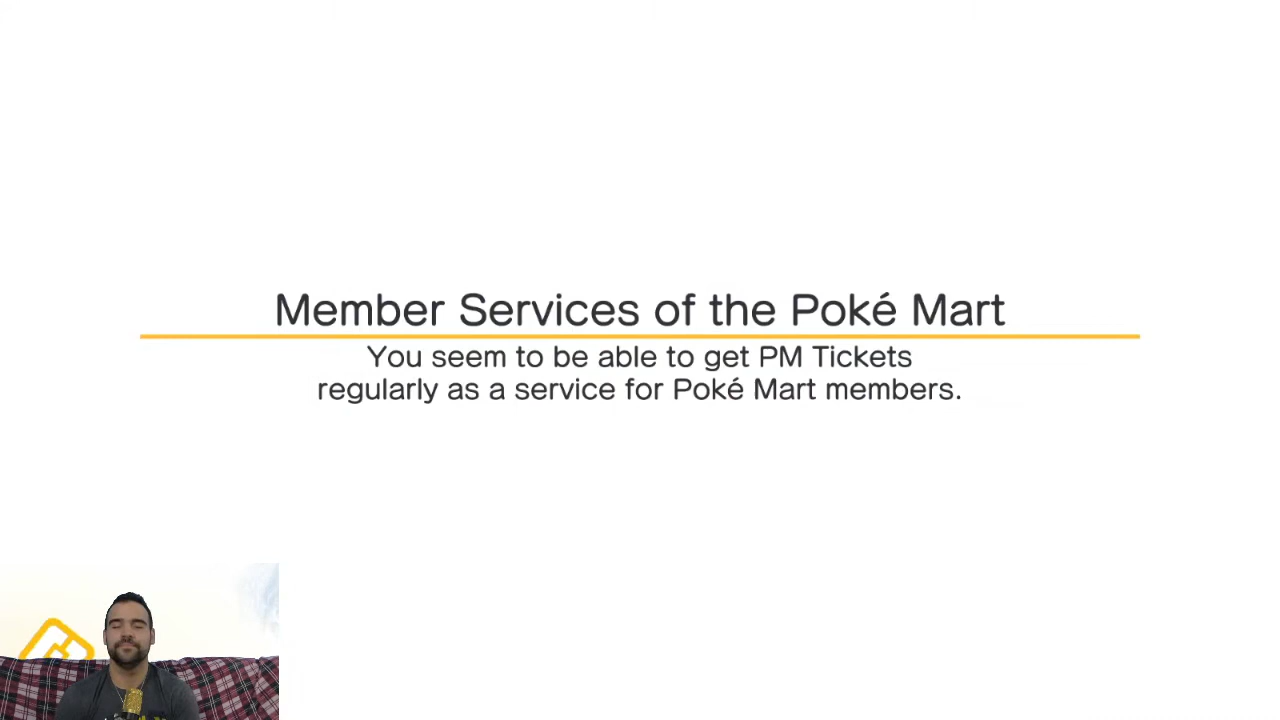 Member Services of the Poké Mart
You seem to be able to get PM Tickets
regularly as a service for Poké Mart members.